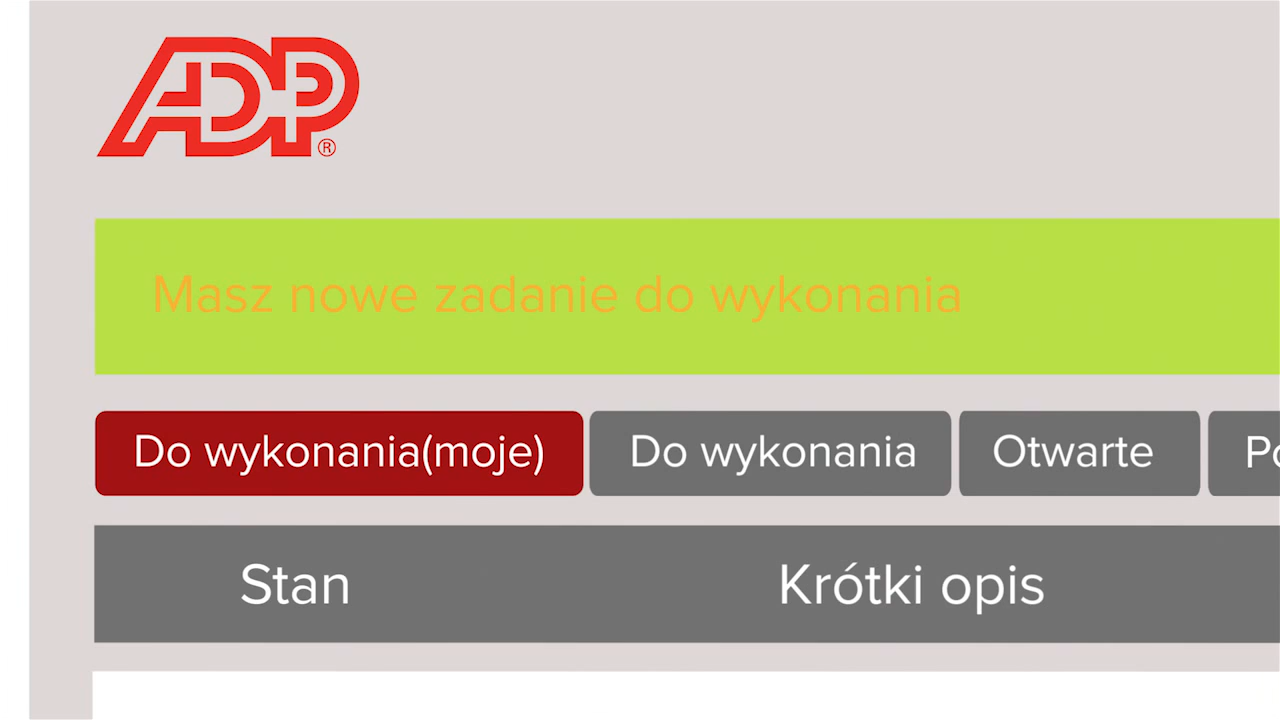 ADP®
Masz nowe zadanie do wykonania
Do wykonania(moje) Do wykonania Otwarte
Stan Krótki opis